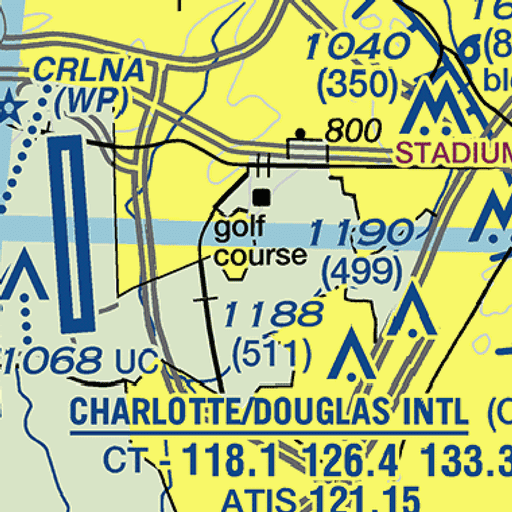 1040
(350)
CRLNA
(WP)
800
STADIUM
golf
course
1190
(499)
1188
(511)
1068 UC
CHARLOTTE/DOUGLAS INTL
CT - 118.1 126.4 133.3
ATIS 121.15